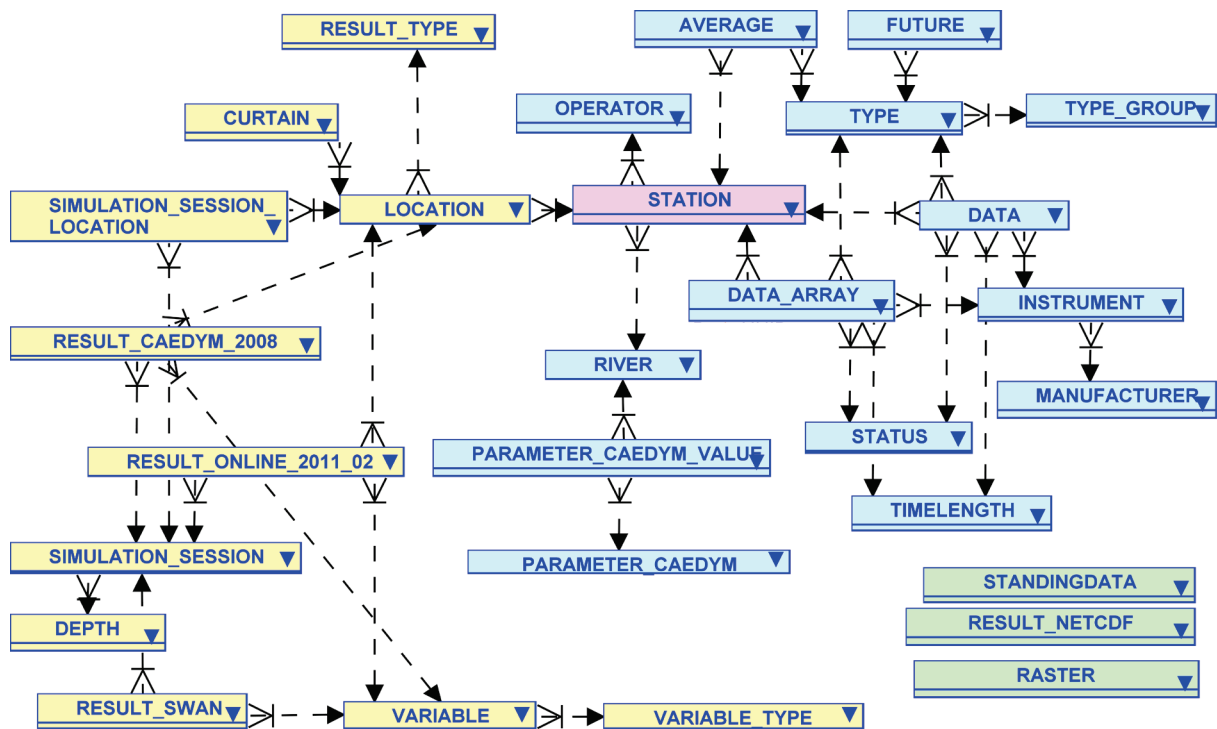 RESULT_TYPE
AVERAGE
FUTURE
CURTAIN
OPERATOR
TYPE
TYPE_GROUP
SIMULATION_SESSION_
LOCATION
LOCATION
STATION
DATA
DATA_ARRAY
INSTRUMENT
RESULT_CAEDYM_2008
RIVER
MANUFACTURER
STATUS
RESULT_ONLINE_2011_02
PARAMETER_CAEDYM_VALUE
TIMELENGTH
SIMULATION_SESSION
PARAMETER_CAEDYM
STANDINGDATA
DEPTH
RESULT_NETCDF
RASTER
RESULT_SWAN
VARIABLE
VARIABLE_TYPE